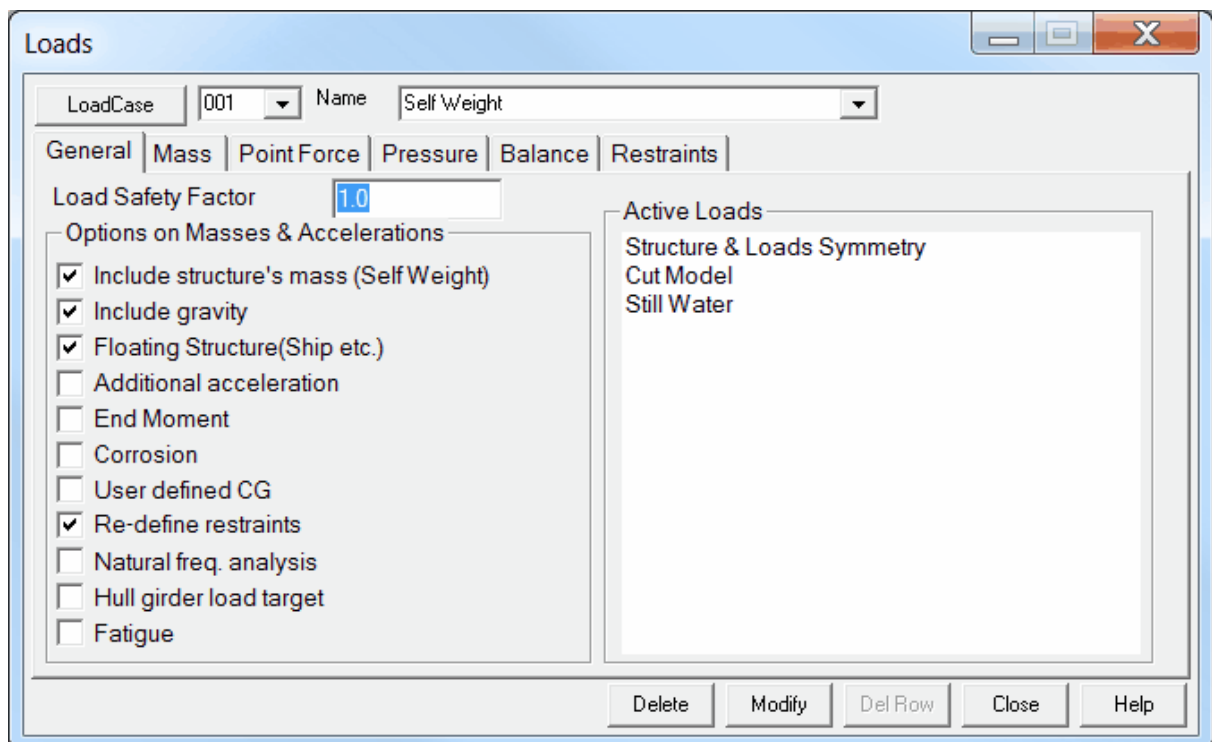 Loads
LoadCase 001 Name Self Weight
General Mass Point Force Pressure Balance Restraints
Load Safety Factor 1.0
Options on Masses & Accelerations
Include structure's mass (Self Weight)
Include gravity
Floating Structure(Ship etc.)
Additional acceleration
End Moment
Corrosion
User defined CG
Re-define restraints
Natural freq. analysis
Hull girder load target
Fatigue
Active Loads
Structure & Loads Symmetry
Cut Model
Still Water
Delete Modify Del Row Close Help